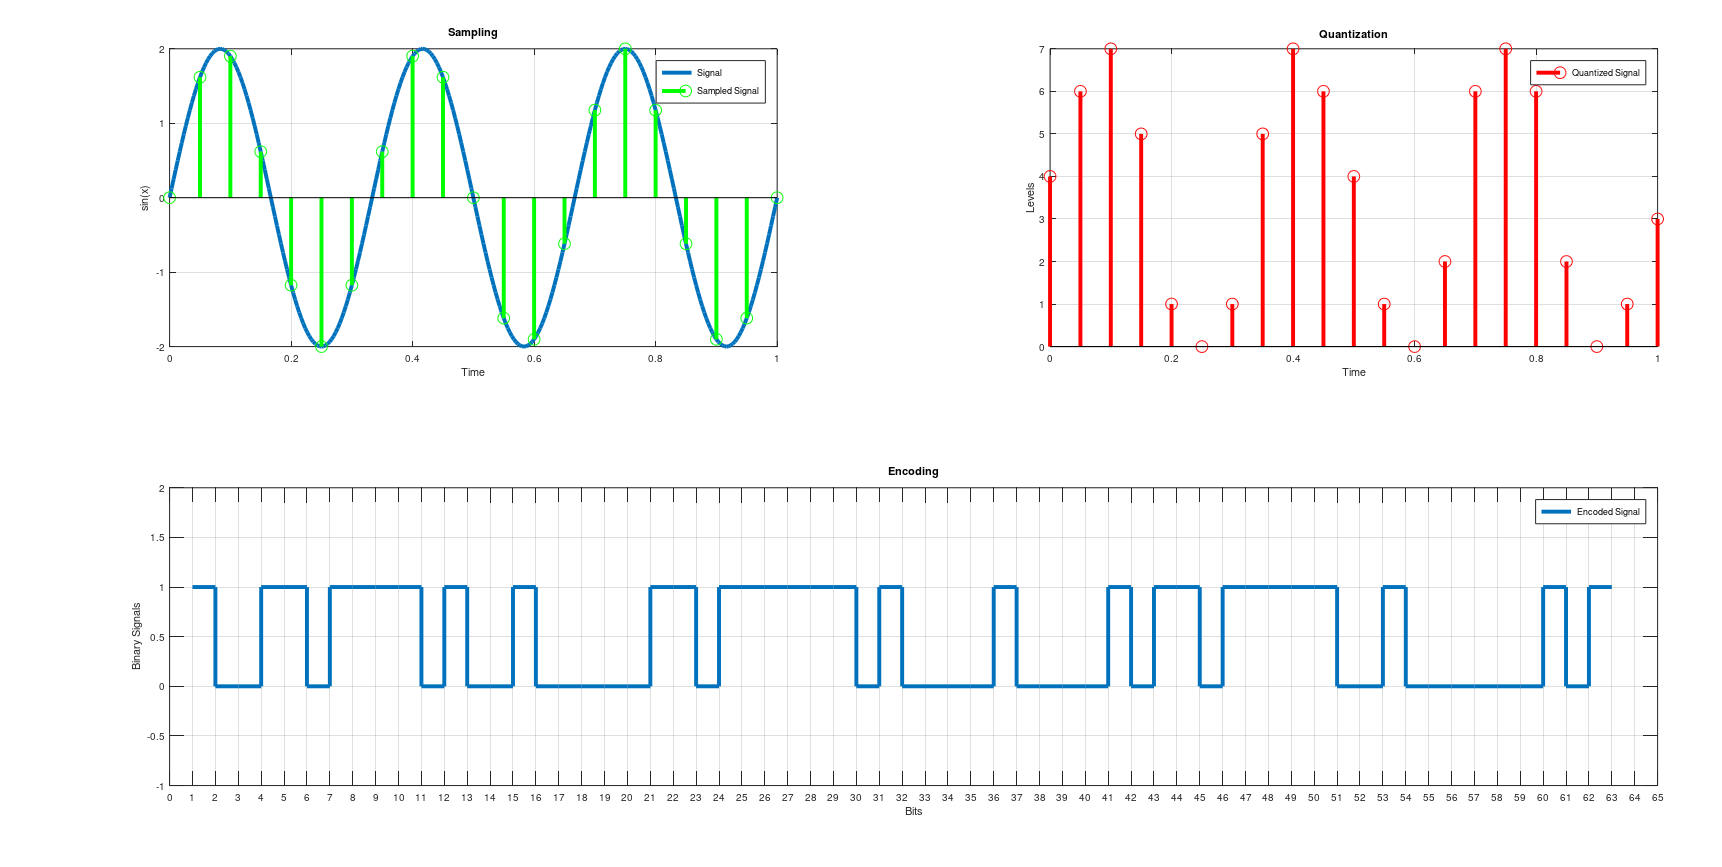 Sampling
2
1
0
-1
-2
sin(x)
Signal
Sampled Signal
0 0.2 0.4 0.6 0.8 1
Time
Quantization
7
6
5
4
3
2
1
0
Levels
Quantized Signal
0 0.2 0.4 0.6 0.8 1
Time
Encoding
2
1.5
1
0.5
0
-0.5
-1
Binary Signals
Encoded Signal
0 1 2 3 4 5 6 7 8 9 10 11 12 13 14 15 16 17 18 19 20 21 22 23 24 25 26 27 28 29 30 31 32 33 34 35 36 37 38 39 40 41 42 43 44 45 46 47 48 49 50 51 52 53 54 55 56 57 58 59 60 61 62 63 64 65
Bits